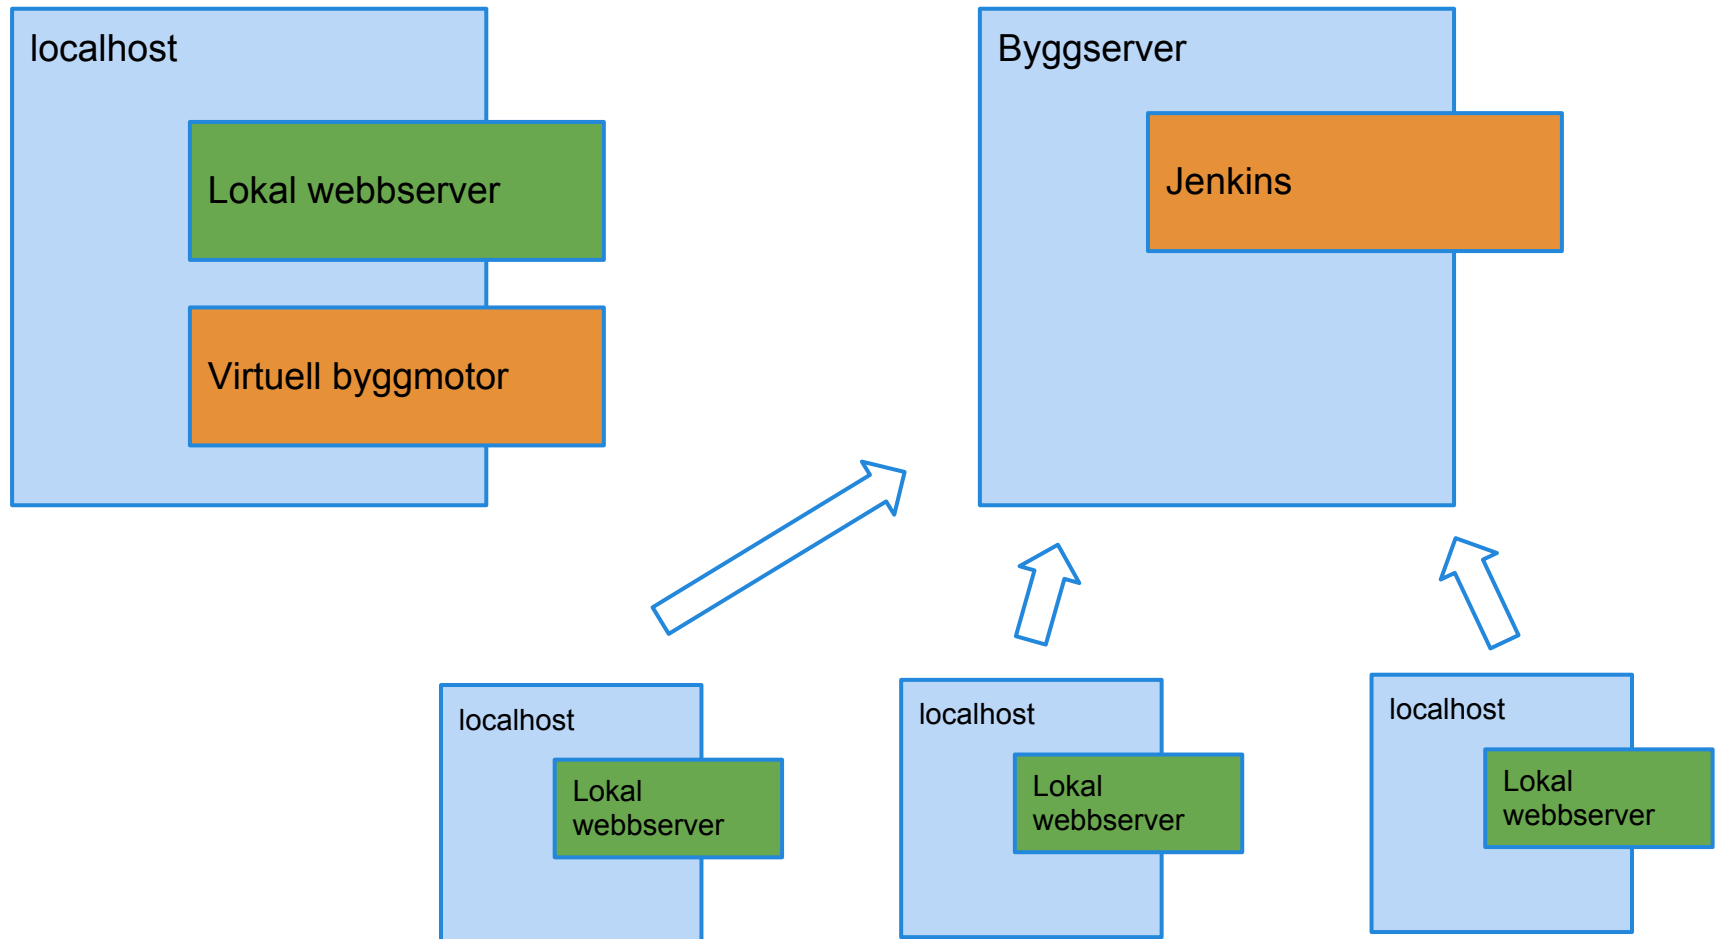 localhost
Lokal webbserver
Virtuell byggmotor
Byggserver
Jenkins
localhost
Lokal
webbserver
localhost
Lokal
webbserver
localhost
Lokal
webbserver